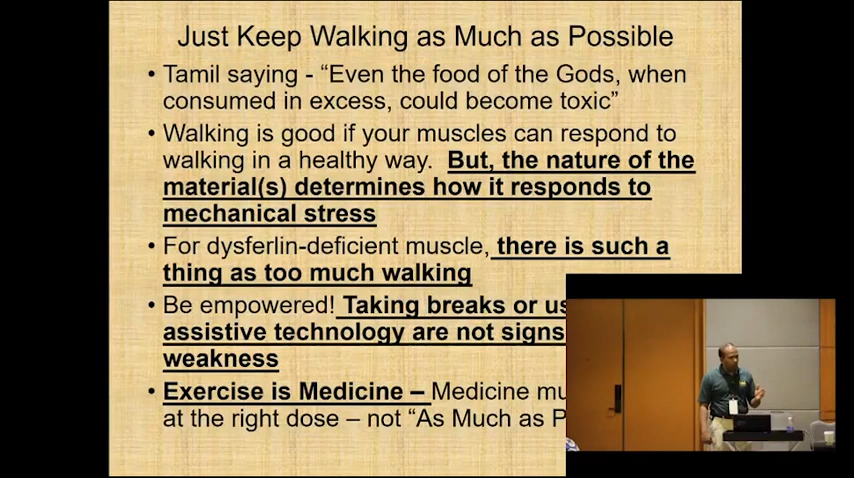 Just Keep Walking as Much as Possible
• Tamil saying - “Even the food of the Gods, when
consumed in excess, could become toxic”
• Walking is good if your muscles can respond to
walking in a healthy way. But, the nature of the
material(s) determines how it responds to
mechanical stress
• For dysferlin-deficient muscle, there is such a
thing as too much walking
• Be empowered! Taking breaks or
assistive technology are not signs
weakness
• Exercise is Medicine – Medicine
at the right dose – not “As Much as